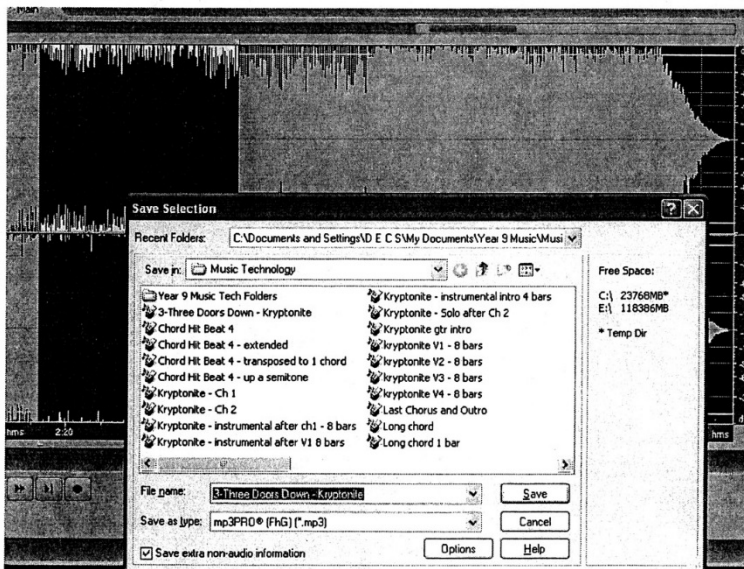 Main
Save Selection
Recent Folders: C:\Documents and Settings\D E C S\My Documents\Year 9 Music\Musi
Save in: Music Technology
Free Space:
C:\ 23768MB*
E:\ 118386MB
* Temp Dir
Year 9 Music Tech Folders
3-Three Doors Down - Kryptonite
Chord Hit Beat 4
Chord Hit Beat 4 - extended
Chord Hit Beat 4 - transposed to 1 chord
Chord Hit Beat 4 - up a semitone
Kryptonite - Ch 1
Kryptonite - Ch 2
Kryptonite - instrumental after ch1 - 8 bars
Kryptonite - instrumental after V1 8 bars
Kryptonite - instrumental intro 4 bars
Kryptonite - Solo after Ch 2
Kryptonite gtr intro
kryptonite V1 - 8 bars
kryptonite V2 - 8 bars
kryptonite V3 - 8 bars
kryptonite V4 - 8 bars
Last Chorus and Outro
Long chord
Long chord 1 bar
hms 2:20
hms
File name: 3-Three Doors Down - Kryptonite
Save
Save as type: mp3PRO® (FhG) (*.mp3)
Cancel
Save extra non-audio information
Options
Help